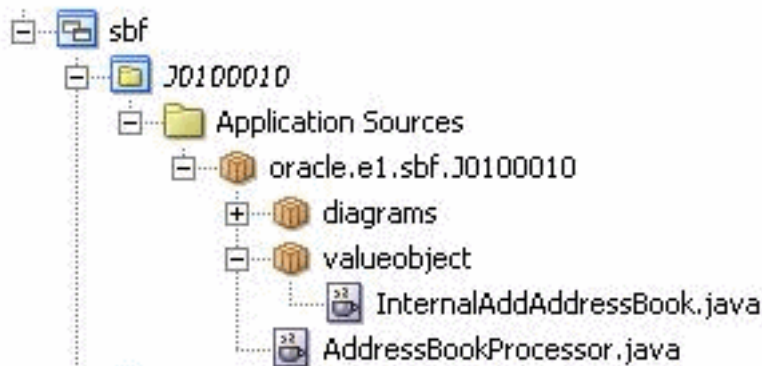 sbf
J0100010
Application Sources
oracle.e1.sbf.J0100010
diagrams
valueobject
InternalAddAddressBook.java
AddressBookProcessor.java